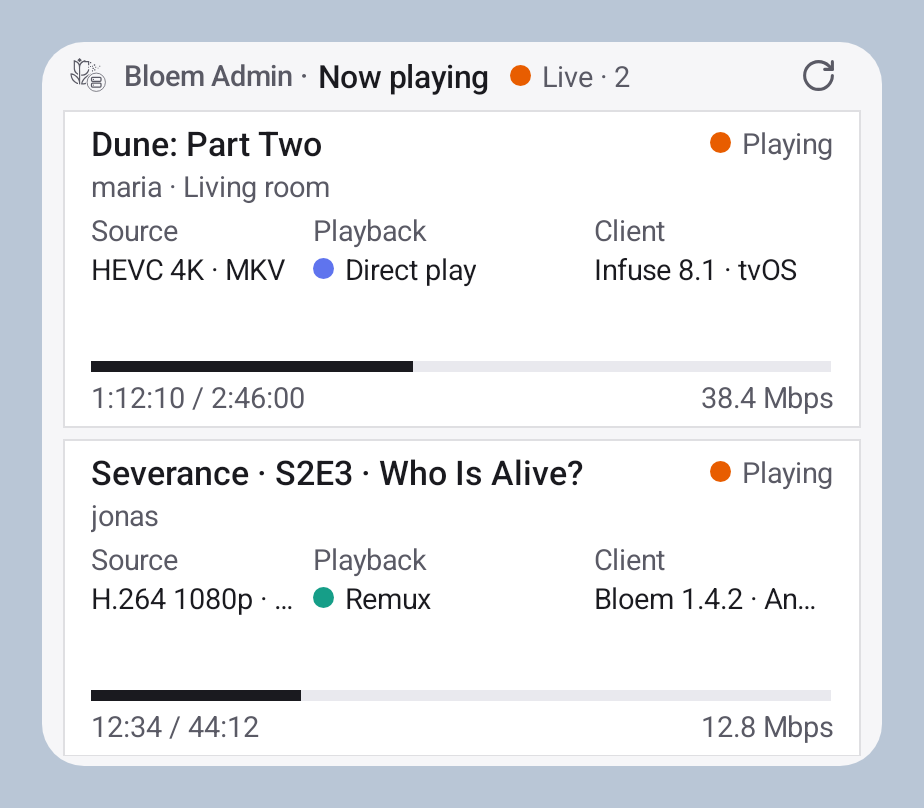 Bloem Admin · Now playing Live · 2
Dune: Part Two Playing
maria · Living room
Source Playback Client
HEVC 4K · MKV Direct play Infuse 8.1 · tvOS
1:12:10 / 2:46:00 38.4 Mbps
Severance · S2E3 · Who Is Alive? Playing
jonas
Source Playback Client
H.264 1080p · ... Remux Bloem 1.4.2 · An...
12:34 / 44:12 12.8 Mbps